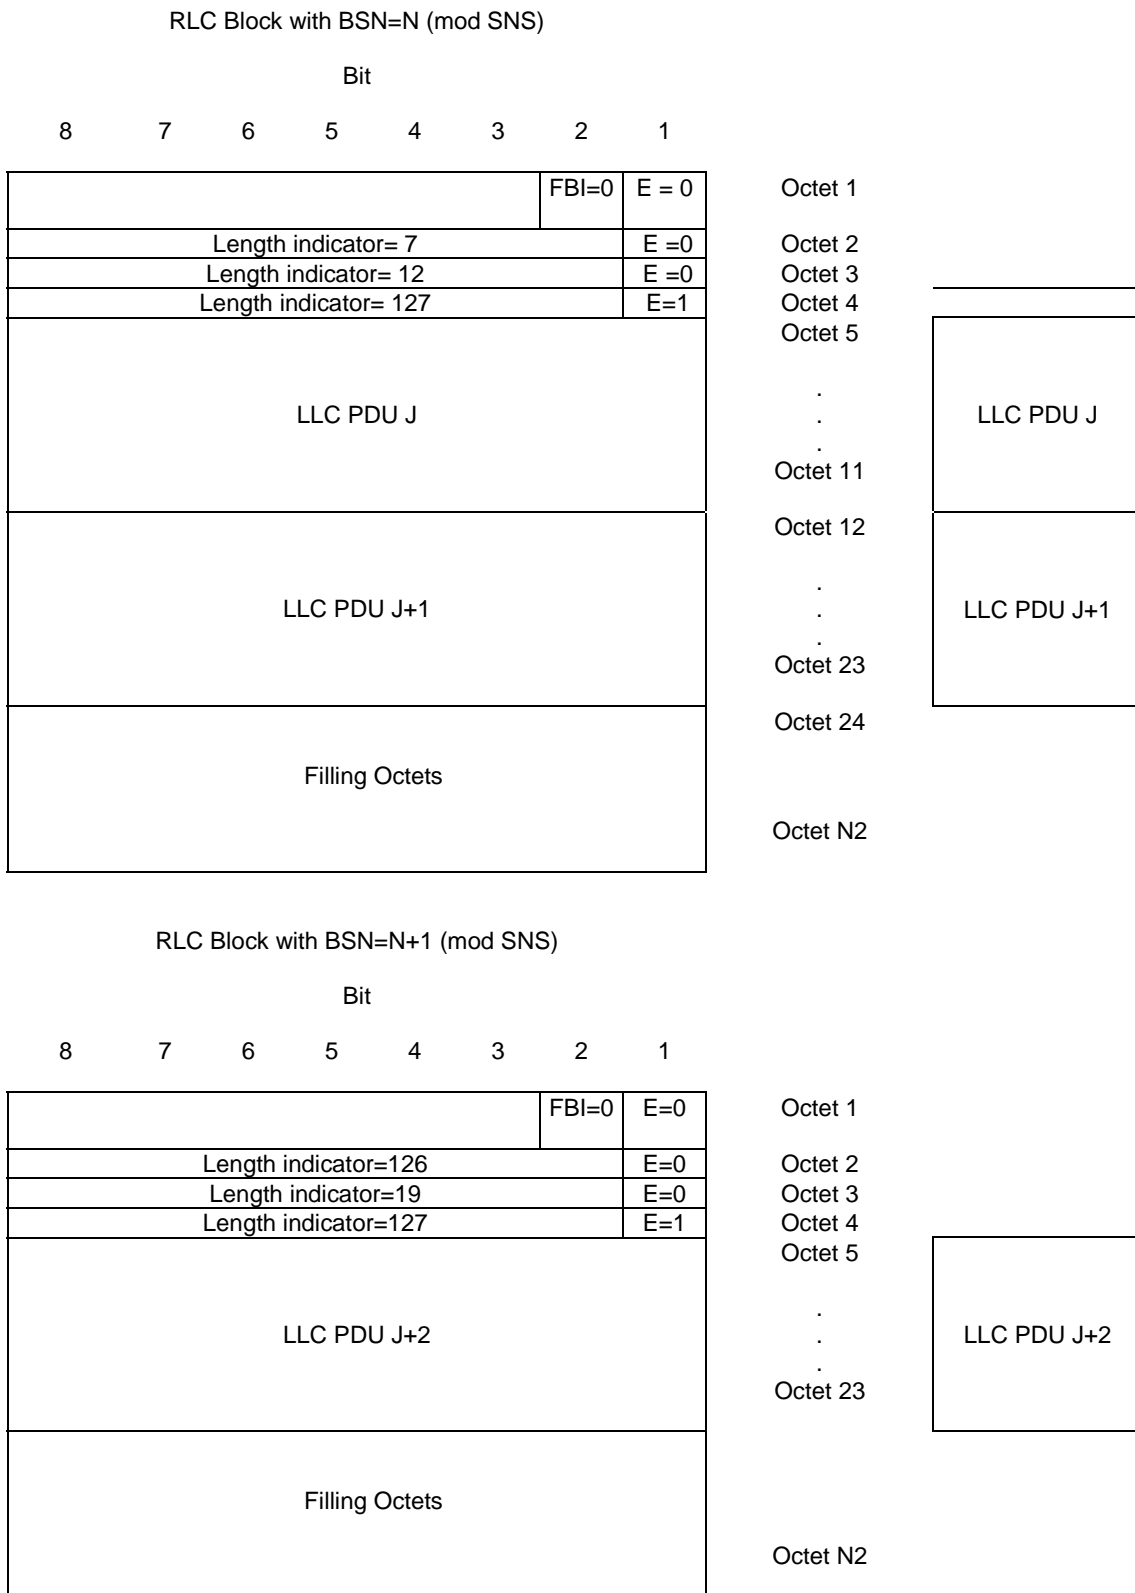 RLC Block with BSN=N (mod SNS)
Bit
8 7 6 5 4 3 2 1
FBI=0 E = 0 Octet 1
Length indicator= 7 E =0 Octet 2
Length indicator= 12 E =0 Octet 3
Length indicator= 127 E=1 Octet 4
Octet 5
.
LLC PDU J . LLC PDU J
.
Octet 11
Octet 12
.
LLC PDU J+1 . LLC PDU J+1
.
Octet 23
Octet 24
Filling Octets
Octet N2
RLC Block with BSN=N+1 (mod SNS)
Bit
8 7 6 5 4 3 2 1
FBI=0 E=0 Octet 1
Length indicator=126 E=0 Octet 2
Length indicator=19 E=0 Octet 3
Length indicator=127 E=1 Octet 4
Octet 5
.
LLC PDU J+2 . LLC PDU J+2
.
Octet 23
Filling Octets
Octet N2